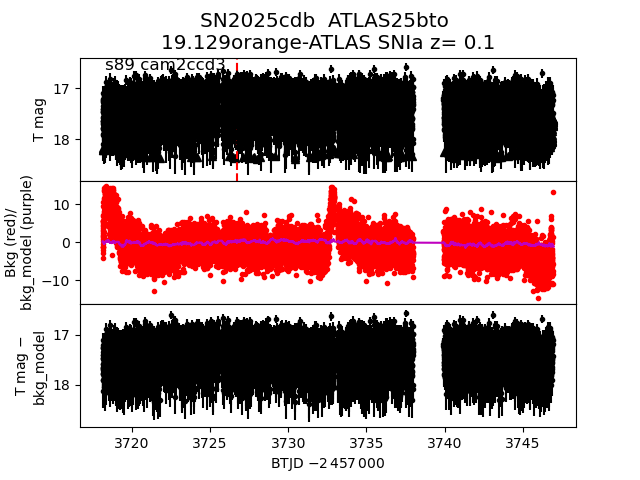 SN2025cdb  ATLAS25bto
19.129orange-ATLAS SNIa z= 0.1
s89 cam2ccd3
17
18
T mag
10
0
−10
Bkg (red)/
bkg_model (purple)
17
18
T mag −
bkg_model
3720 3725 3730 3735 3740 3745
BTJD −2 457 000